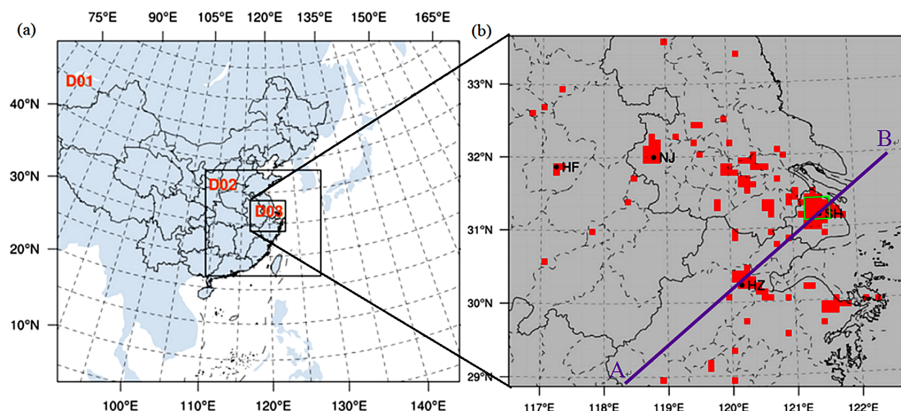 (a)
75°E 90°E 105°E 120°E 135°E 150°E 165°E
D01
40°N
30°N
20°N
10°N
D02
D03
100°E 110°E 120°E 130°E 140°E
(b)
33°N
32°N
31°N
30°N
29°N
HF
NJ
SH
HZ
A
B
117°E 118°E 119°E 120°E 121°E 122°E